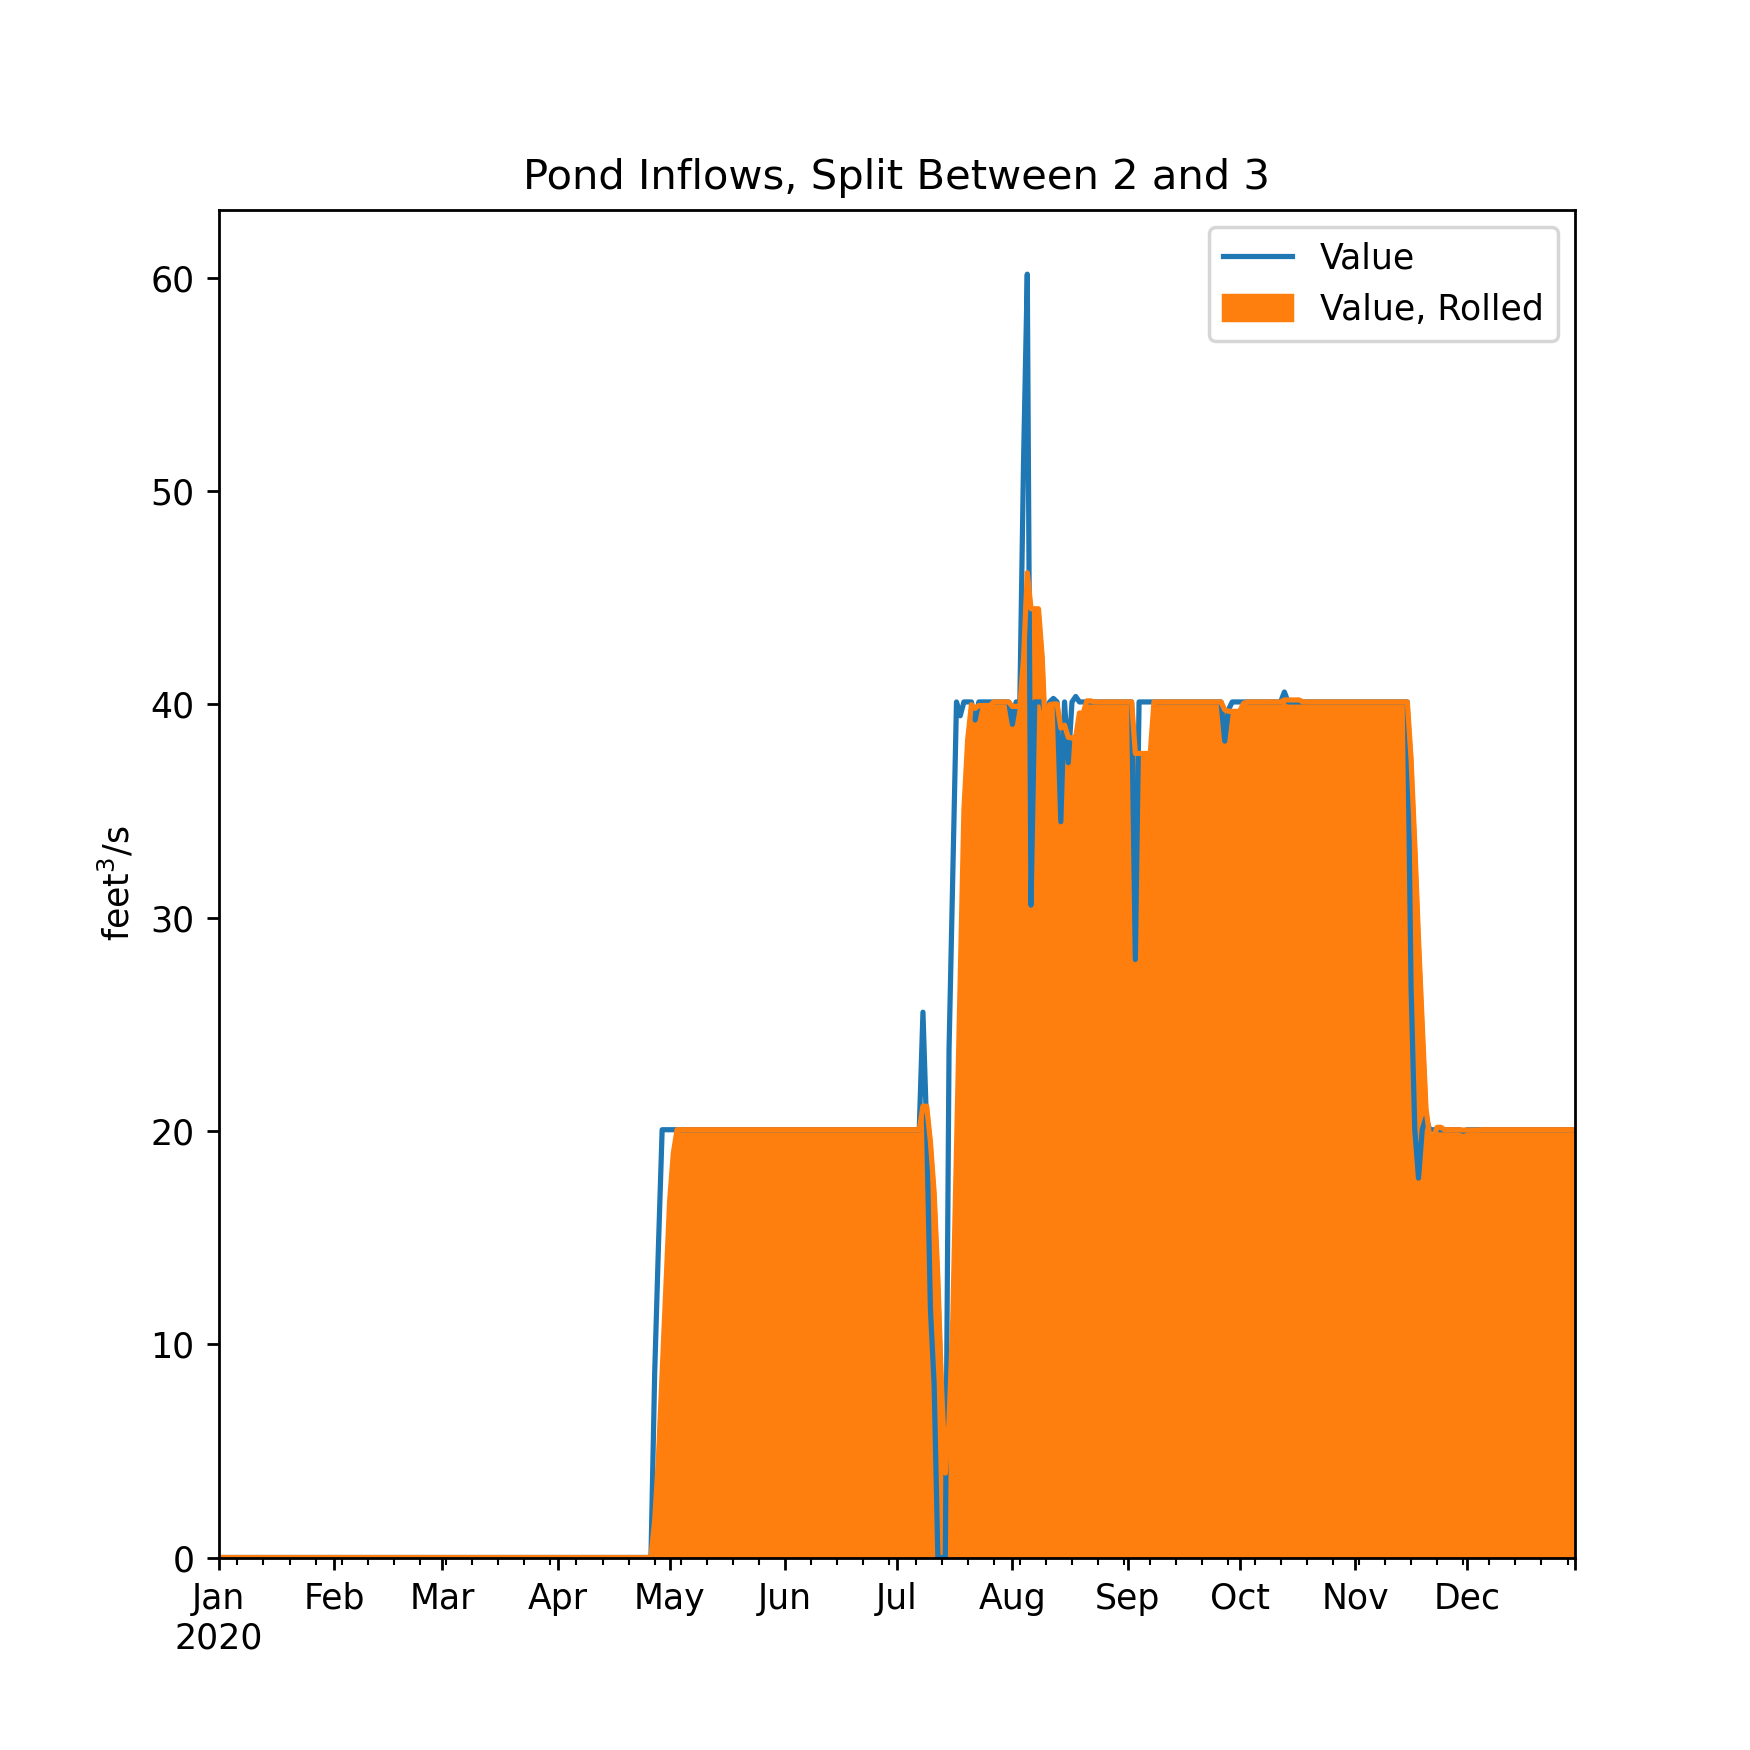 Pond Inflows, Split Between 2 and 3
Value
Value, Rolled
60
50
40
30
20
10
0
feet³/s
Jan Feb Mar Apr May Jun Jul Aug Sep Oct Nov Dec
2020